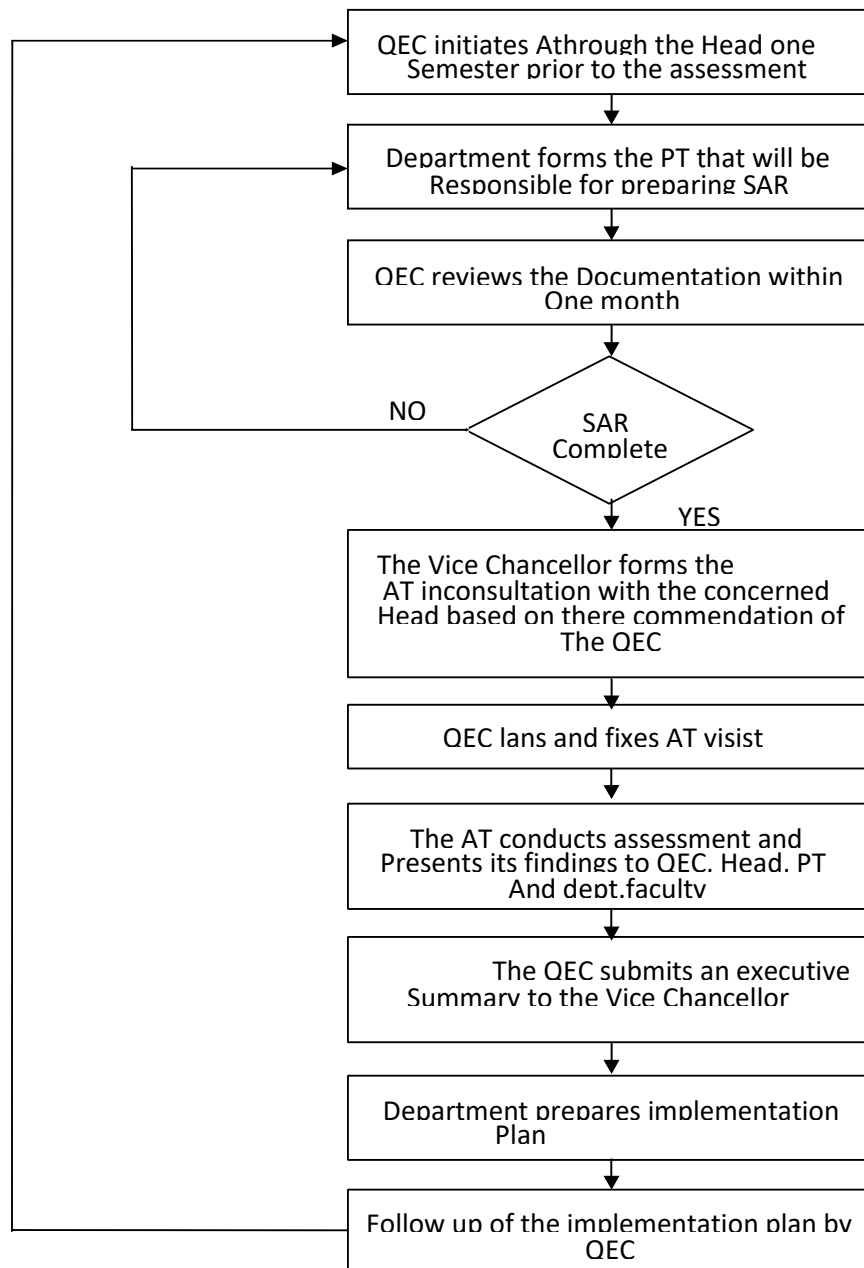 QEC initiates Athrough the Head one
Semester prior to the assessment
Department forms the PT that will be
Responsible for preparing SAR
QEC reviews the Documentation within
One month
NO
SAR
Complete
YES
The Vice Chancellor forms the
AT inconsultation with the concerned
Head based on there commendation of
The QEC
QEC lans and fixes AT visist
The AT conducts assessment and
Presents its findings to QEC. Head. PT
And dept.faculty
The QEC submits an executive
Summary to the Vice Chancellor
Department prepares implementation
Plan
Follow up of the implementation plan by
QEC